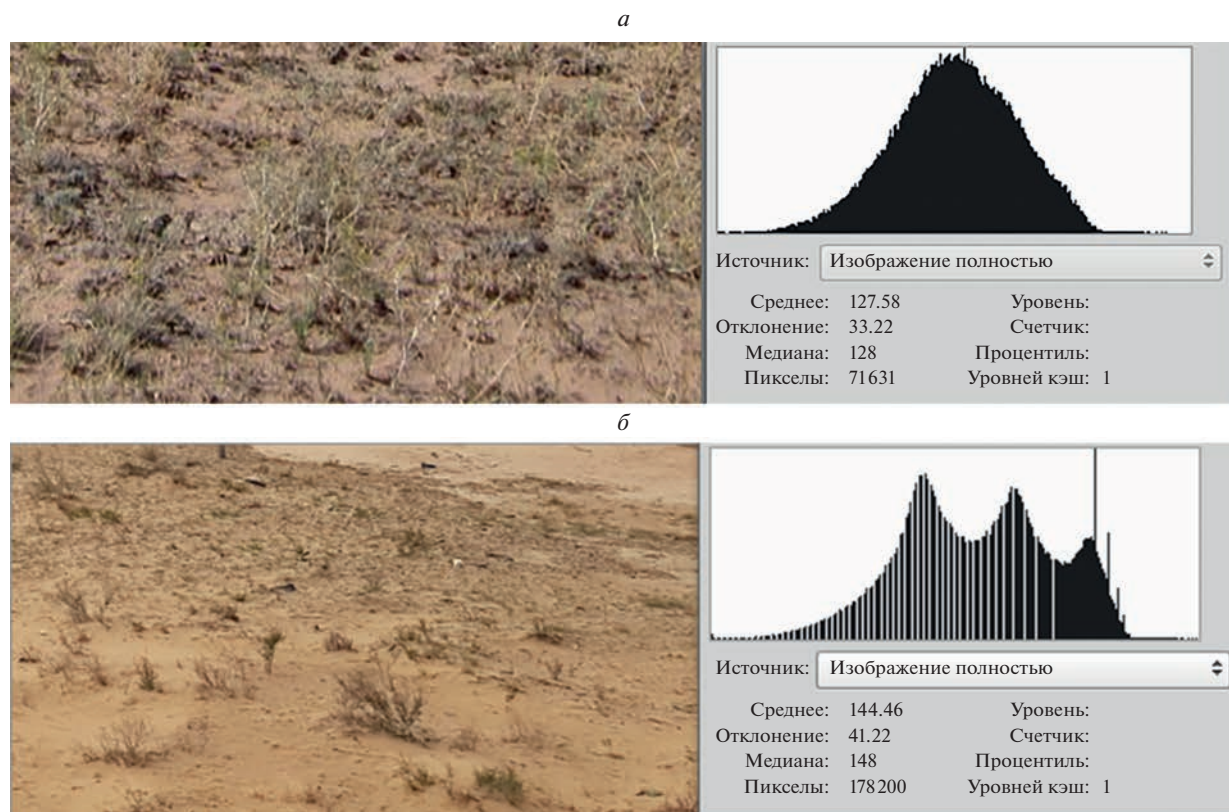 а
Источник: Изображение полностью
Среднее: 127.58 Уровень:
Отклонение: 33.22 Счетчик:
Медиана: 128 Процентиль:
Пикселы: 71631 Уровней кэш: 1
б
Источник: Изображение полностью
Среднее: 144.46 Уровень:
Отклонение: 41.22 Счетчик:
Медиана: 148 Процентиль:
Пикселы: 178200 Уровней кэш: 1